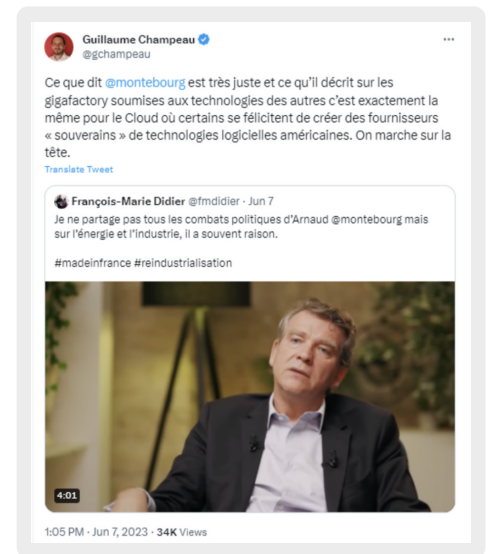 Guillaume Champeau
@gchampeau
Ce que dit @montebourg est très juste et ce qu'il décrit sur les
gigafactory soumises aux technologies des autres c'est exactement la
même pour le Cloud où certains se félicitent de créer des fournisseurs
« souverains » de technologies logicielles américaines. On marche sur la
tête.
Translate Tweet
François-Marie Didier @fmdidier · Jun 7
Je ne partage pas tous les combats politiques d'Arnaud @montebourg mais
sur l'énergie et l'industrie, il a souvent raison.
#madeinfrance #reindustrialisation
4:01
1:05 PM · Jun 7, 2023 · 34K Views